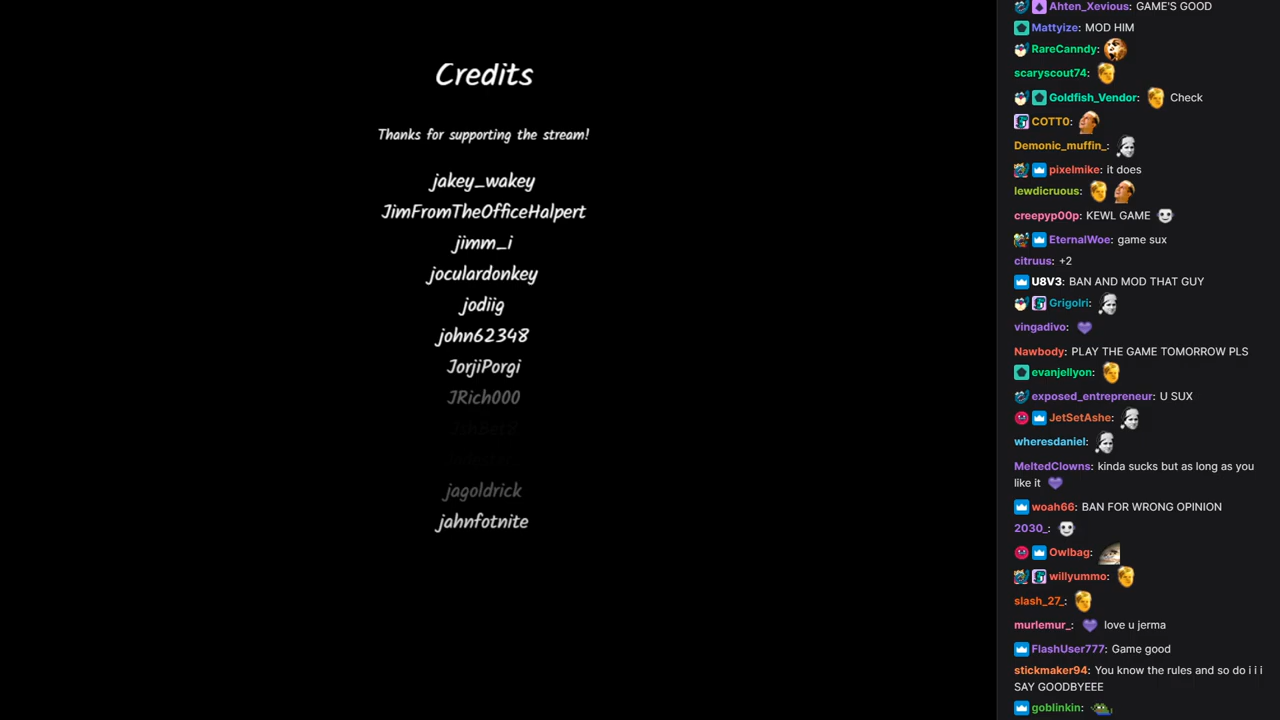 Credits
Thanks for supporting the stream!
jakey_wakey
JimFromTheOfficeHalpert
jimm_i
joculardonkey
jodiig
john62348
JorjiPorgi
JRich000
jagoldrick
jahnfotnite
Ahten_Xevious: GAME'S GOOD
Mattyize: MOD HIM
RareCanndy:
scaryscout74:
Goldfish_Vendor: Check
COTT0:
Demonic_muffin_:
pixelmike: it does
lewdicruous:
creepyp00p: KEWL GAME
EternalWoe: game sux
citruus: +2
U8V3: BAN AND MOD THAT GUY
Grigolri:
vingadivo:
Nawbody: PLAY THE GAME TOMORROW PLS
evanjellyon:
exposed_entrepreneur: U SUX
JetSetAshe:
wheresdaniel:
MeltedClowns: kinda sucks but as long as you
like it
woah66: BAN FOR WRONG OPINION
2030_:
Owlbag:
willyummo:
slash_27_:
murlemur_: love u jerma
FlashUser777: Game good
stickmaker94: You know the rules and so do i i i
SAY GOODBYEEE
goblinkin: